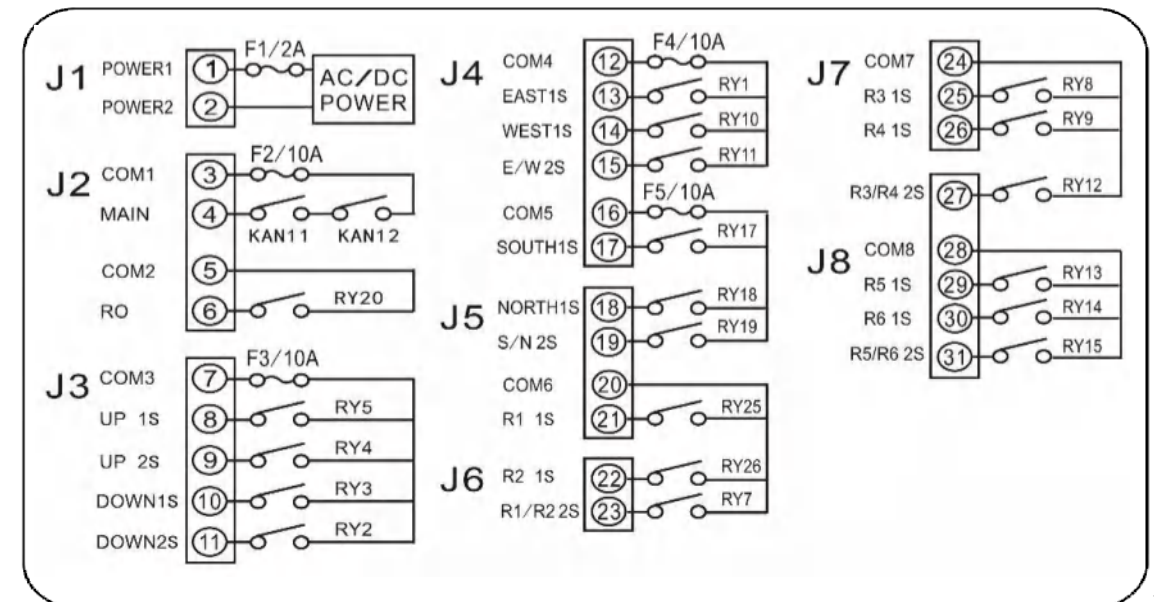 J1
POWER1 1 F1/2A AC/DC
POWER2 2 POWER
J2
F2/10A
COM1 3
MAIN 4 KAN11 KAN12
COM2 5
RO 6 RY20
J3
F3/10A
COM3 7
UP 1S 8 RY5
UP 2S 9 RY4
DOWN1S 10 RY3
DOWN2S 11 RY2
J4
F4/10A
COM4 12
EAST1S 13 RY1
WEST1S 14 RY10
E/W2S 15 RY11
F5/10A
COM5 16
SOUTH1S 17 RY17
J5
NORTH1S 18 RY18
S/N2S 19 RY19
COM6 20
R1 1S 21 RY25
J6
R2 1S 22 RY26
R1/R22S 23 RY7
J7
COM7 24
R3 1S 25 RY8
R4 1S 26 RY9
R3/R4 2S 27 RY12
J8
COM8 28
R5 1S 29 RY13
R6 1S 30 RY14
R5/R6 2S 31 RY15